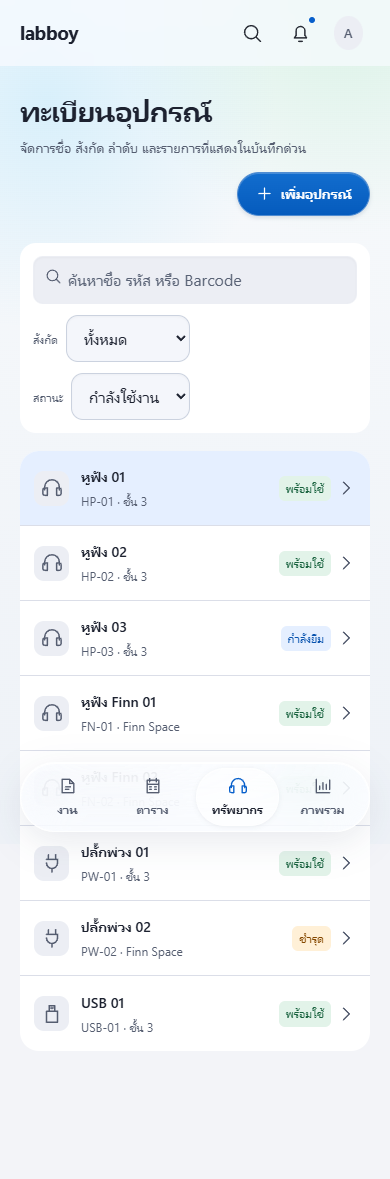 labboy
A
ทะเบียนอุปกรณ์
จัดการชื่อ สังกัด ลำดับ และรายการที่แสดงในบันทึกด่วน
เพิ่มอุปกรณ์
ค้นหาชื่อ รหัส หรือ Barcode
สังกัด ทั้งหมด
สถานะ กำลังใช้งาน
หูฟัง 01
HP-01 · ชั้น 3
พร้อมใช้
หูฟัง 02
HP-02 · ชั้น 3
พร้อมใช้
หูฟัง 03
HP-03 · ชั้น 3
กำลังยืม
หูฟัง Finn 01
FN-01 · Finn Space
พร้อมใช้
หูฟัง Finn 02
งาน
ตาราง
ทรัพยากร
ภาพรวม
ปลั๊กพ่วง 01
PW-01 · ชั้น 3
พร้อมใช้
ปลั๊กพ่วง 02
PW-02 · Finn Space
ชำรุด
USB 01
USB-01 · ชั้น 3
พร้อมใช้